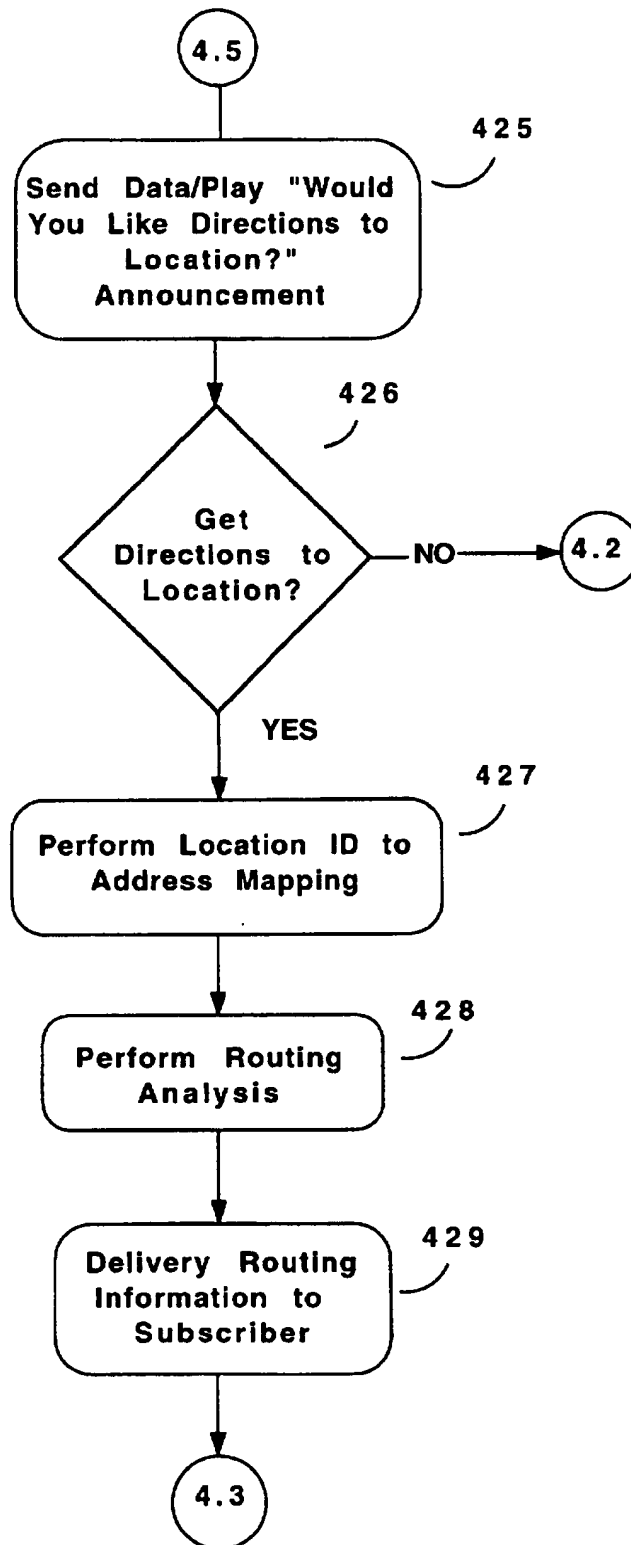 4.5
425
Send Data/Play "Would
You Like Directions to
Location?"
Announcement
426
Get
Directions to
Location?
NO
4.2
YES
427
Perform Location ID to
Address Mapping
428
Perform Routing
Analysis
429
Delivery Routing
Information to
Subscriber
4.3